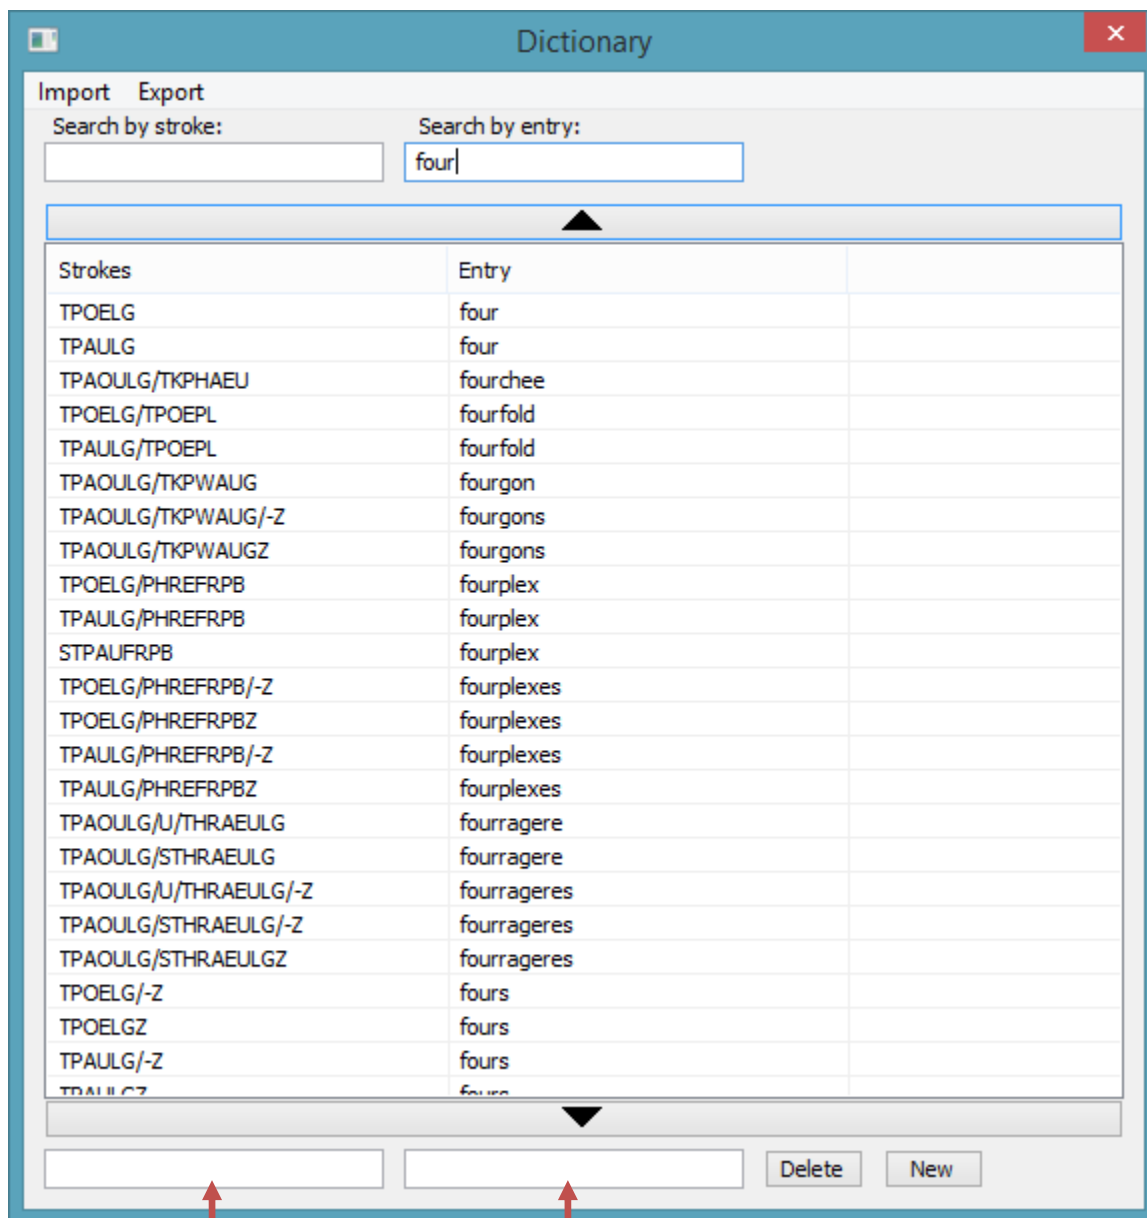 Dictionary
Import Export
Search by stroke: Search by entry:
four
Strokes Entry
TPOELG four
TPAULG four
TPAOULG/TKPHAEU fourchee
TPOELG/TPOEPL fourfold
TPAULG/TPOEPL fourfold
TPAOULG/TKPWAUG fourgon
TPAOULG/TKPWAUG/-Z fourgons
TPAOULG/TKPWAUGZ fourgons
TPOELG/PHREFRPB fourplex
TPAULG/PHREFRPB fourplex
STPAUFRPB fourplex
TPOELG/PHREFRPB/-Z fourplexes
TPOELG/PHREFRPBZ fourplexes
TPAULG/PHREFRPB/-Z fourplexes
TPAULG/PHREFRPBZ fourplexes
TPAOULG/U/THRAEULG fourragere
TPAOULG/STHRAEULG fourragere
TPAOULG/U/THRAEULG/-Z fourrageres
TPAOULG/STHRAEULG/-Z fourrageres
TPAOULG/STHRAEULGZ fourrageres
TPOELG/-Z fours
TPOELGZ fours
TPAULG/-Z fours
TPAULGZ fours
Delete New